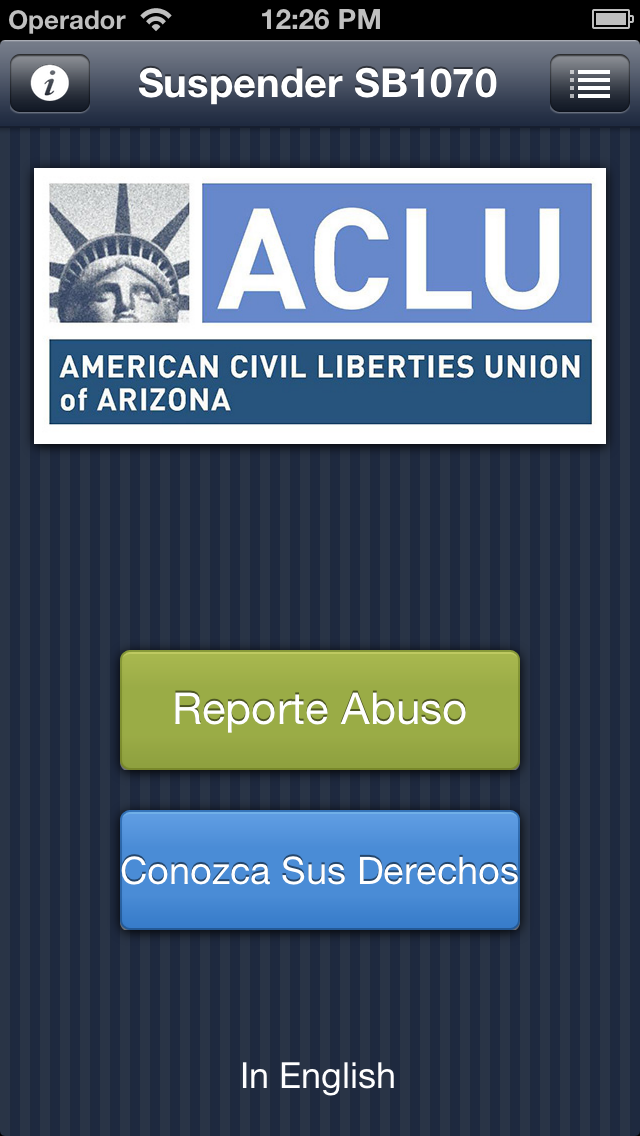 Operador 12:26 PM
Suspender SB1070
ACLU
AMERICAN CIVIL LIBERTIES UNION
of ARIZONA
Reporte Abuso
Conozca Sus Derechos
In English